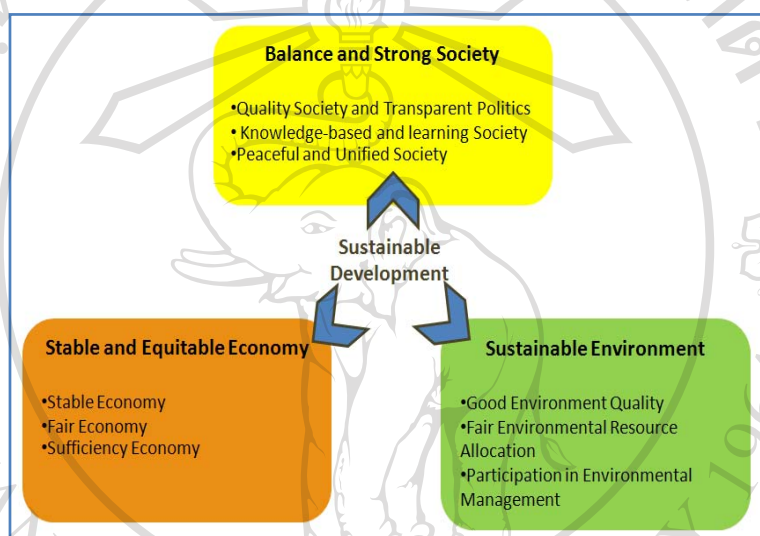 Balance and Strong Society
•Quality Society and Transparent Politics
• Knowledge-based and learning Society
•Peaceful and Unified Society
Sustainable
Development
Stable and Equitable Economy
•Stable Economy
•Fair Economy
•Sufficiency Economy
Sustainable Environment
•Good Environment Quality
•Fair Environmental Resource
Allocation
•Participation in Environmental
Management